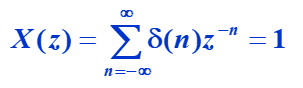 X(z) = ∑_{n=-∞}^{∞} δ(n)z^{-n} = 1